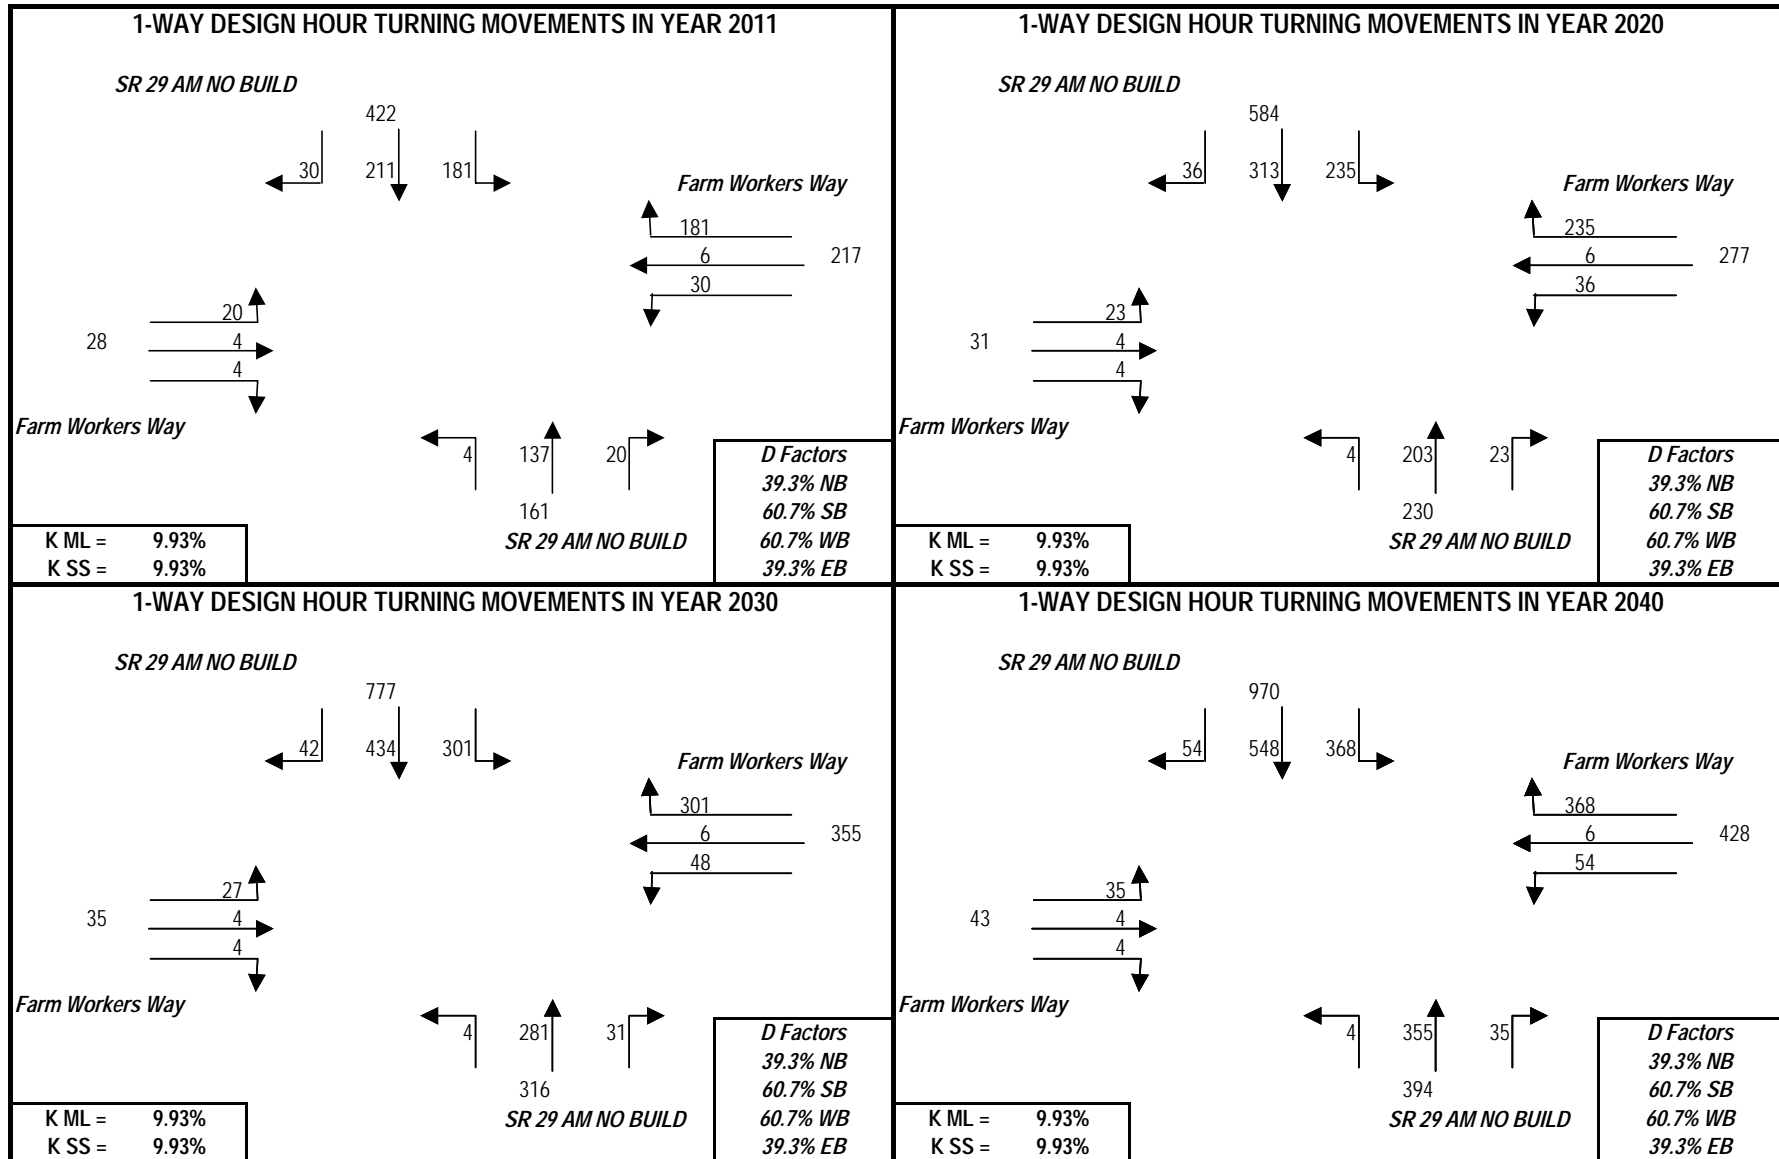 1-WAY DESIGN HOUR TURNING MOVEMENTS IN YEAR 2011
SR 29 AM NO BUILD
422
30 211 181
Farm Workers Way
181
6 217
30
20
28 4
4
Farm Workers Way
4 137 20
161
SR 29 AM NO BUILD
D Factors
39.3% NB
60.7% SB
60.7% WB
39.3% EB
K ML = 9.93%
K SS = 9.93%
1-WAY DESIGN HOUR TURNING MOVEMENTS IN YEAR 2020
SR 29 AM NO BUILD
584
36 313 235
Farm Workers Way
235
6 277
36
23
31 4
4
Farm Workers Way
4 203 23
230
SR 29 AM NO BUILD
D Factors
39.3% NB
60.7% SB
60.7% WB
39.3% EB
K ML = 9.93%
K SS = 9.93%
1-WAY DESIGN HOUR TURNING MOVEMENTS IN YEAR 2030
SR 29 AM NO BUILD
777
42 434 301
Farm Workers Way
301
6 355
48
27
35 4
4
Farm Workers Way
4 281 31
316
SR 29 AM NO BUILD
D Factors
39.3% NB
60.7% SB
60.7% WB
39.3% EB
K ML = 9.93%
K SS = 9.93%
1-WAY DESIGN HOUR TURNING MOVEMENTS IN YEAR 2040
SR 29 AM NO BUILD
970
54 548 368
Farm Workers Way
368
6 428
54
35
43 4
4
Farm Workers Way
4 355 35
394
SR 29 AM NO BUILD
D Factors
39.3% NB
60.7% SB
60.7% WB
39.3% EB
K ML = 9.93%
K SS = 9.93%